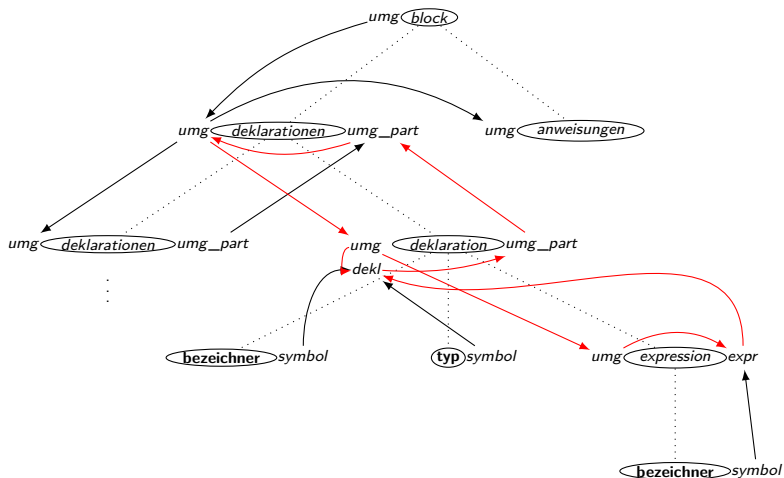 umg block
umg deklarationen umg_part umg anweisungen
umg deklarationen umg_part umg deklaration umg_part
dekl
bezeichner symbol typ symbol umg expression expr
bezeichner symbol